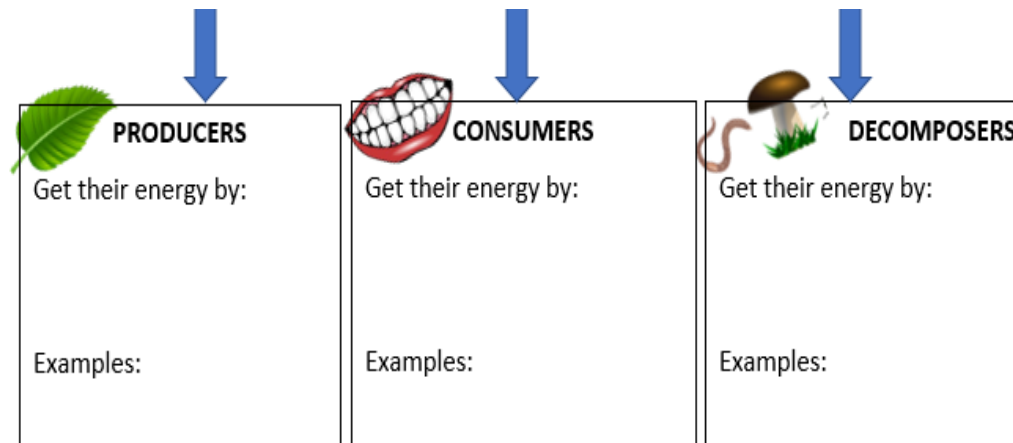 PRODUCERS
Get their energy by:
Examples:
CONSUMERS
Get their energy by:
Examples:
DECOMPOSERS
Get their energy by:
Examples: